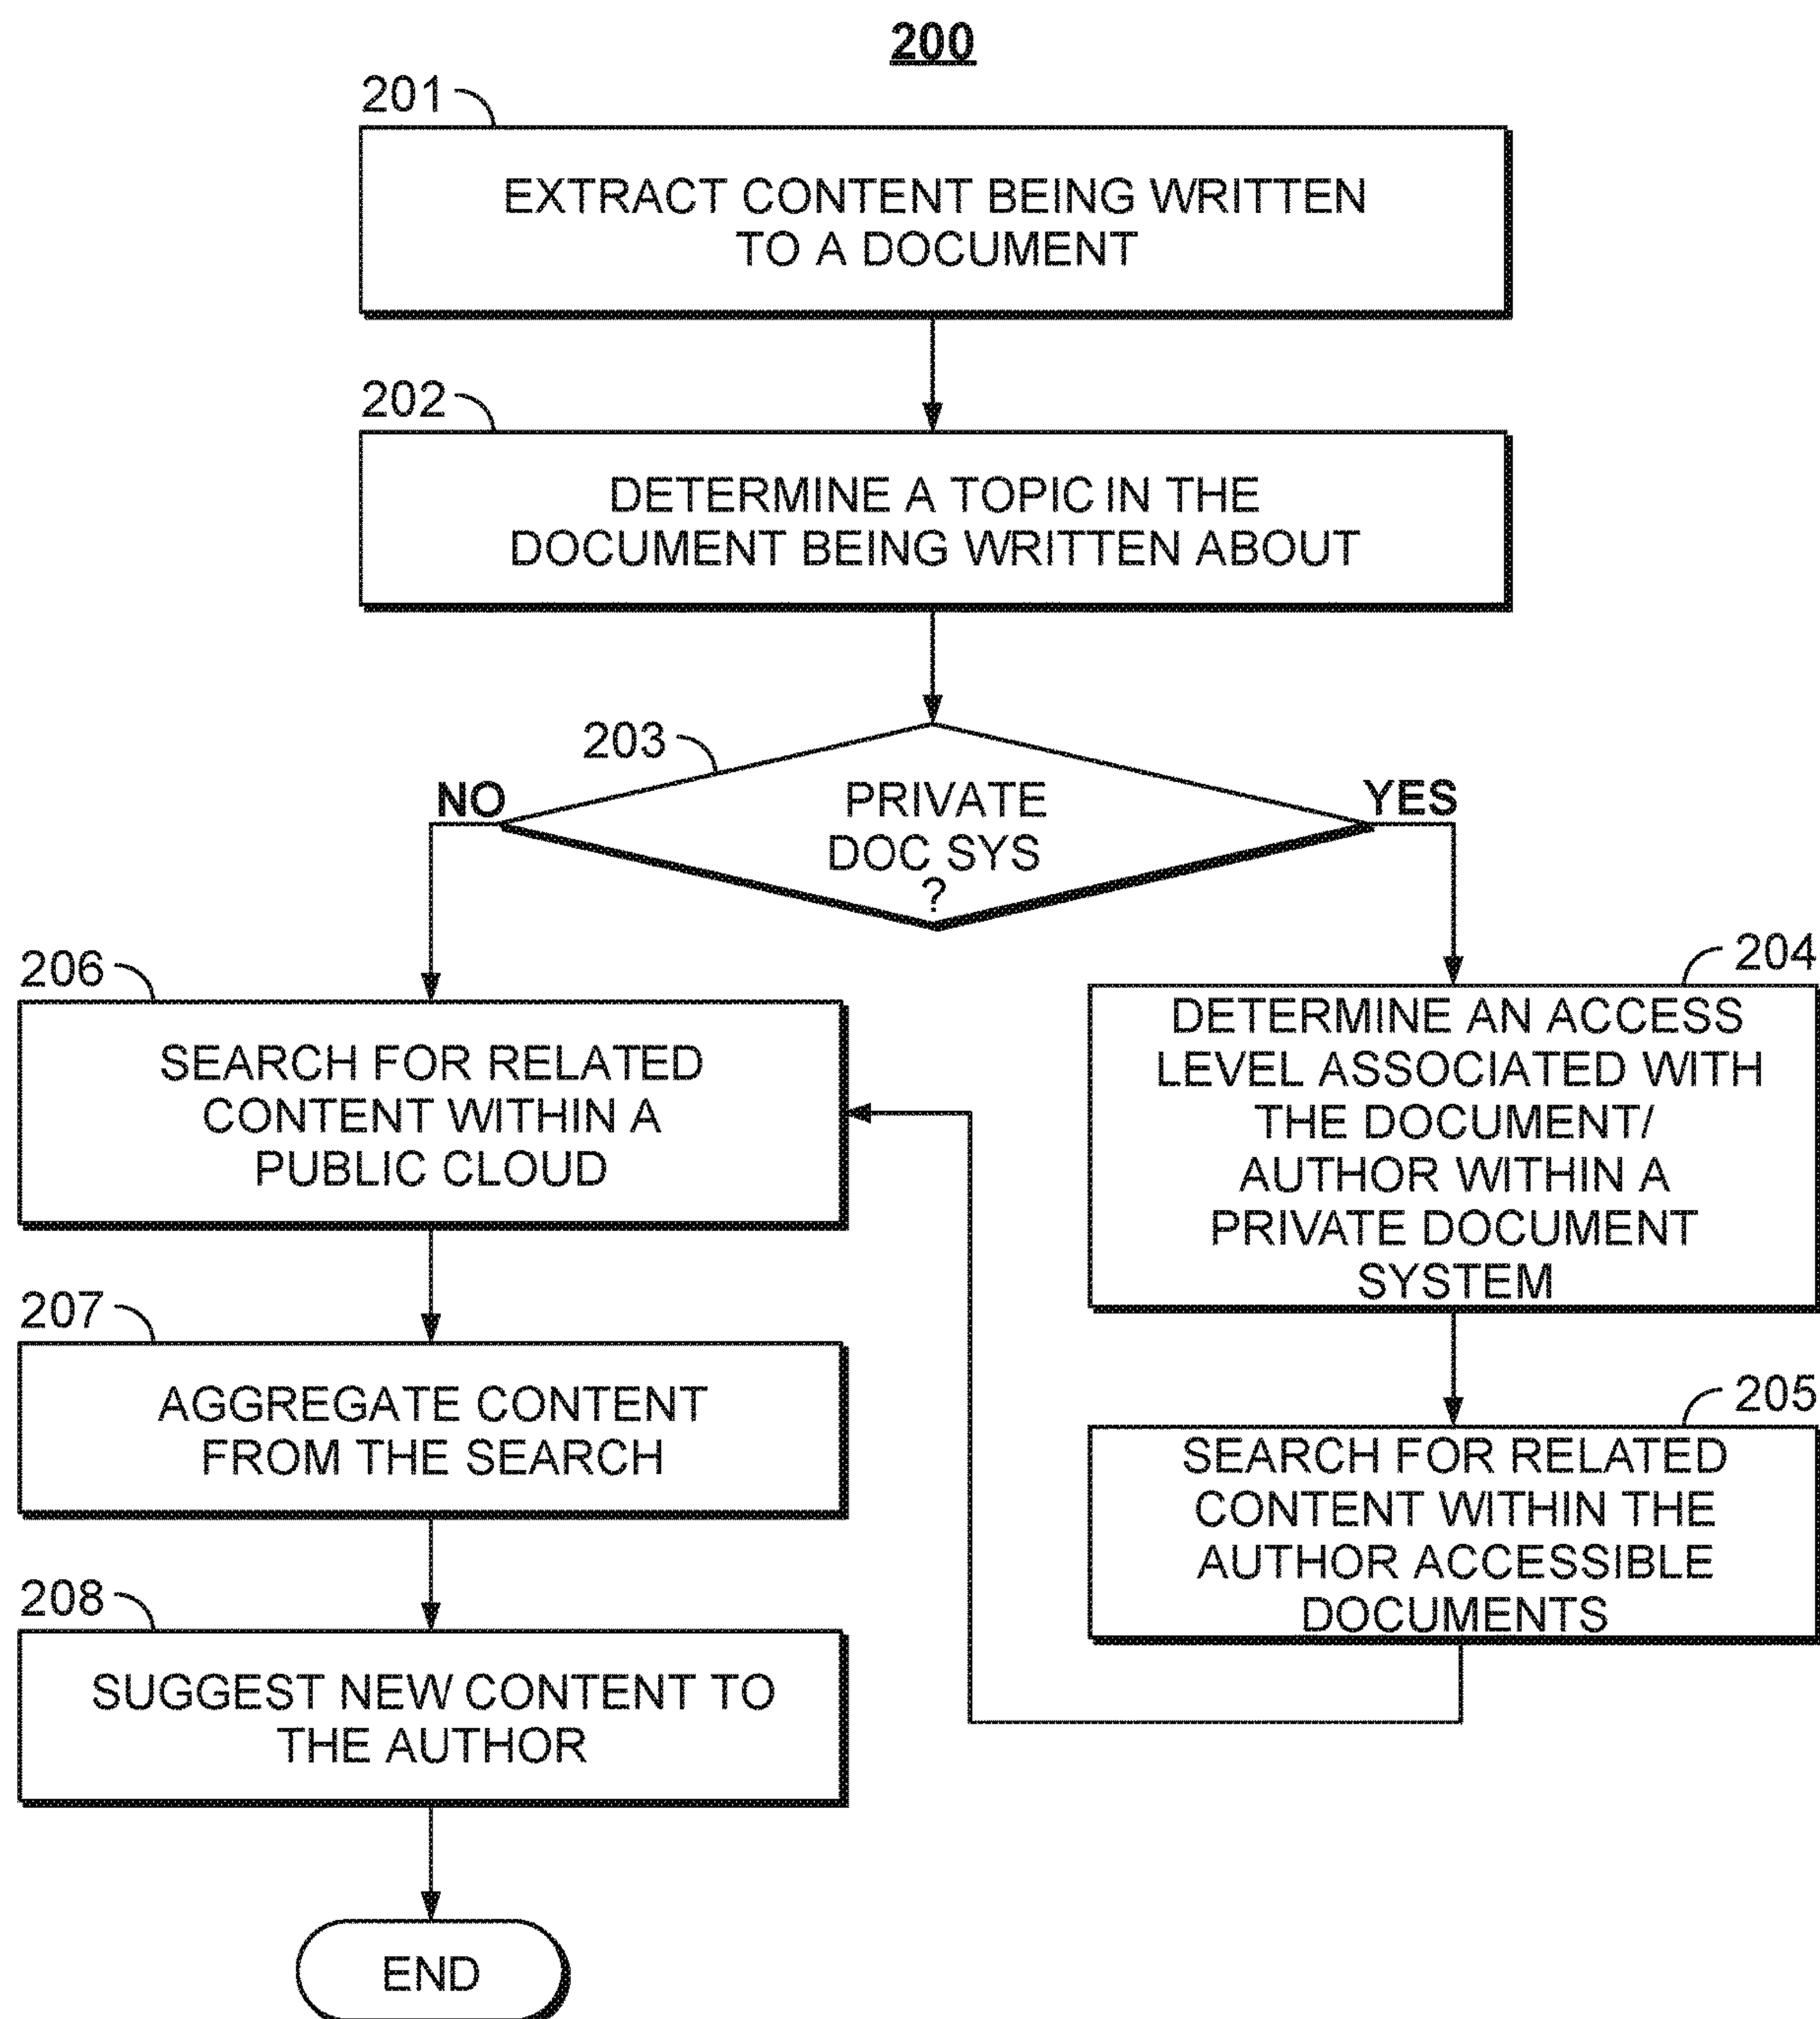 200
201
EXTRACT CONTENT BEING WRITTEN
TO A DOCUMENT
202
DETERMINE A TOPIC IN THE
DOCUMENT BEING WRITTEN ABOUT
203
PRIVATE
DOC SYS
?
NO
YES
204
DETERMINE AN ACCESS
LEVEL ASSOCIATED WITH
THE DOCUMENT/
AUTHOR WITHIN A
PRIVATE DOCUMENT
SYSTEM
205
SEARCH FOR RELATED
CONTENT WITHIN THE
AUTHOR ACCESSIBLE
DOCUMENTS
206
SEARCH FOR RELATED
CONTENT WITHIN A
PUBLIC CLOUD
207
AGGREGATE CONTENT
FROM THE SEARCH
208
SUGGEST NEW CONTENT TO
THE AUTHOR
END